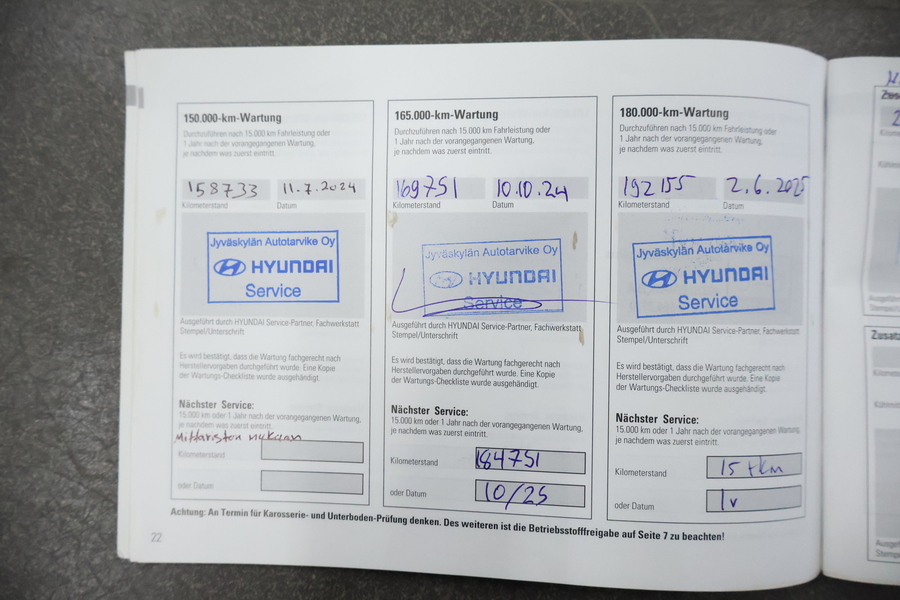 150.000-km-Wartung
Durchzuführen nach 15.000 km Fahrleistung oder
1 Jahr nach der vorangegangenen Wartung,
je nachdem was zuerst eintritt.
158733 11.7.2024
Kilometerstand Datum
Jyväskylän Autotarvike Oy
HYUNDAI
Service
Ausgeführt durch HYUNDAI Service-Partner, Fachwerkstatt
Stempel/Unterschrift
Es wird bestätigt, dass die Wartung fachgerecht nach
Herstellervorgaben durchgeführt wurde. Eine Kopie
der Wartungs-Checkliste wurde ausgehändigt.
Nächster Service:
15.000 km oder 1 Jahr nach der vorangegangenen Wartung,
je nachdem was zuerst eintritt.
Mittariston mukaan
Kilometerstand
oder Datum
165.000-km-Wartung
Durchzuführen nach 15.000 km Fahrleistung oder
1 Jahr nach der vorangegangenen Wartung,
je nachdem was zuerst eintritt.
169751 10.10.24
Kilometerstand Datum
Jyväskylän Autotarvike Oy
HYUNDAI
Service
Ausgeführt durch HYUNDAI Service-Partner, Fachwerkstatt
Stempel/Unterschrift
Es wird bestätigt, dass die Wartung fachgerecht nach
Herstellervorgaben durchgeführt wurde. Eine Kopie
der Wartungs-Checkliste wurde ausgehändigt.
Nächster Service:
15.000 km oder 1 Jahr nach der vorangegangenen Wartung,
je nachdem was zuerst eintritt.
Kilometerstand 184751
oder Datum 10/25
180.000-km-Wartung
Durchzuführen nach 15.000 km Fahrleistung oder
1 Jahr nach der vorangegangenen Wartung,
je nachdem was zuerst eintritt.
192155 2.6.2025
Kilometerstand Datum
Jyväskylän Autotarvike Oy
HYUNDAI
Service
Ausgeführt durch HYUNDAI Service-Partner, Fachwerkstatt
Stempel/Unterschrift
Es wird bestätigt, dass die Wartung fachgerecht nach
Herstellervorgaben durchgeführt wurde. Eine Kopie
der Wartungs-Checkliste wurde ausgehändigt.
Nächster Service:
15.000 km oder 1 Jahr nach der vorangegangenen Wartung,
je nachdem was zuerst eintritt.
Kilometerstand 15 tkm
oder Datum 1v
Achtung: An Termin für Karosserie- und Unterboden-Prüfung denken. Des weiteren ist die Betriebsstofffreigabe auf Seite 7 zu beachten!
22